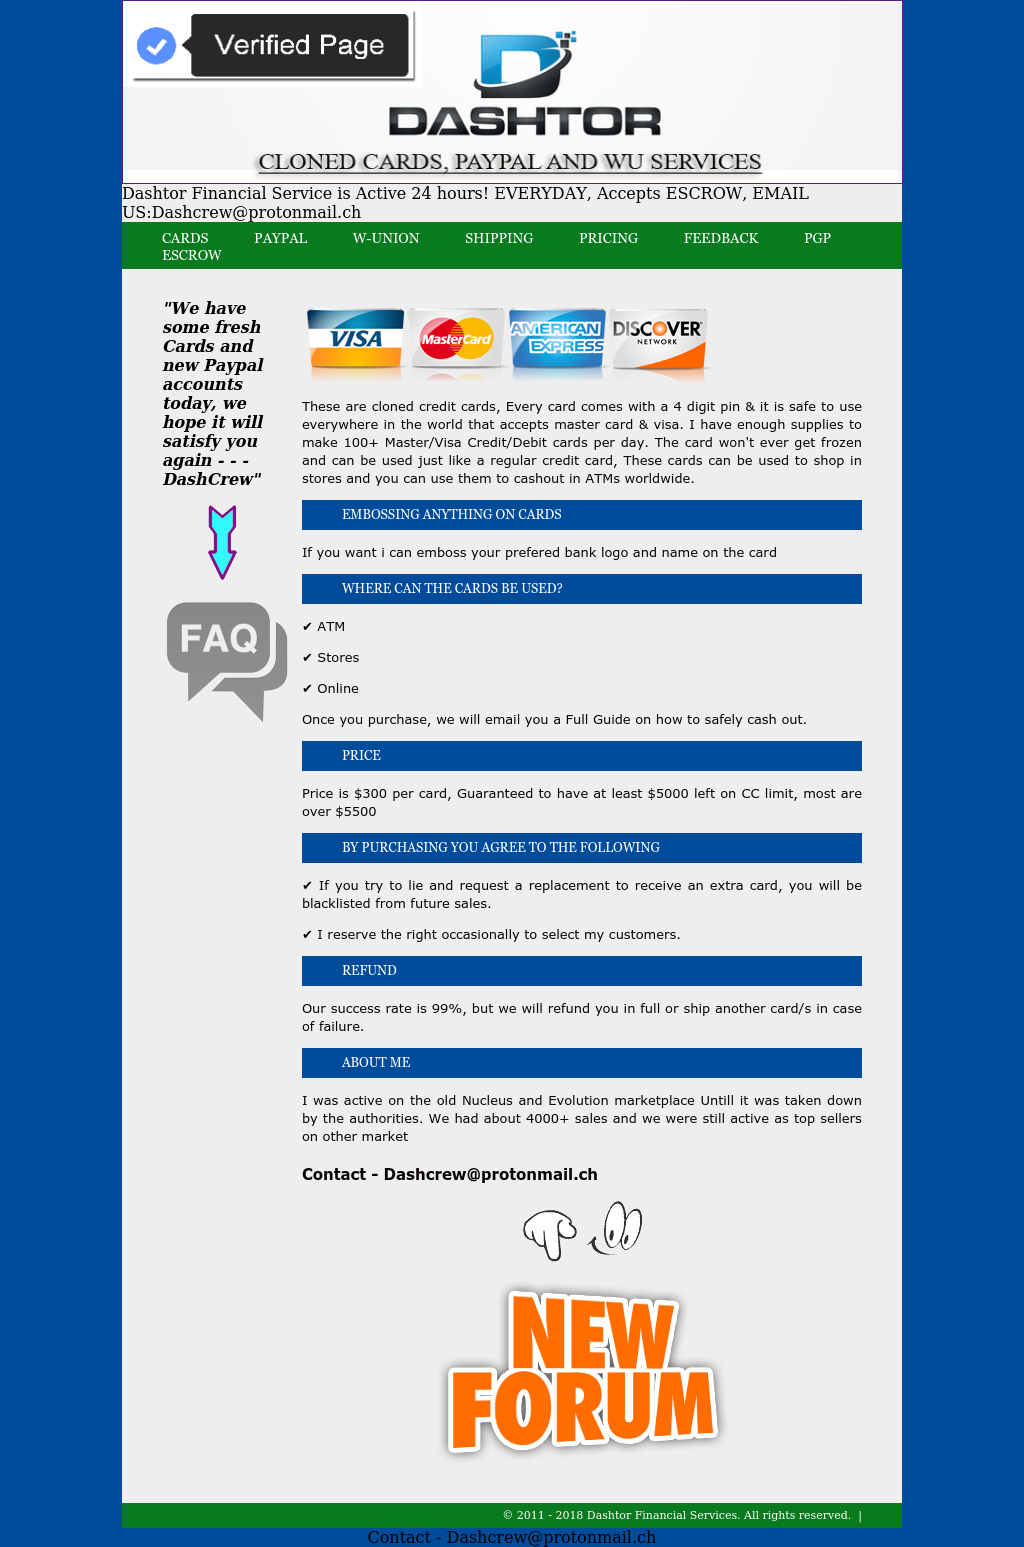 Verified Page
DASHTOR
CLONED CARDS, PAYPAL AND WU SERVICES
Dashtor Financial Service is Active 24 hours! EVERYDAY, Accepts ESCROW, EMAIL
US:Dashcrew@protonmail.ch
CARDS PAYPAL W-UNION SHIPPING PRICING FEEDBACK PGP
ESCROW
"We have
some fresh
Cards and
new Paypal
accounts
today, we
hope it will
satisfy you
again - - -
DashCrew"
FAQ
VISA MasterCard AMERICAN EXPRESS DISCOVER NETWORK
These are cloned credit cards, Every card comes with a 4 digit pin & it is safe to use
everywhere in the world that accepts master card & visa. I have enough supplies to
make 100+ Master/Visa Credit/Debit cards per day. The card won't ever get frozen
and can be used just like a regular credit card, These cards can be used to shop in
stores and you can use them to cashout in ATMs worldwide.
EMBOSSING ANYTHING ON CARDS
If you want i can emboss your prefered bank logo and name on the card
WHERE CAN THE CARDS BE USED?
✔ ATM
✔ Stores
✔ Online
Once you purchase, we will email you a Full Guide on how to safely cash out.
PRICE
Price is $300 per card, Guaranteed to have at least $5000 left on CC limit, most are
over $5500
BY PURCHASING YOU AGREE TO THE FOLLOWING
✔ If you try to lie and request a replacement to receive an extra card, you will be
blacklisted from future sales.
✔ I reserve the right occasionally to select my customers.
REFUND
Our success rate is 99%, but we will refund you in full or ship another card/s in case
of failure.
ABOUT ME
I was active on the old Nucleus and Evolution marketplace Untill it was taken down
by the authorities. We had about 4000+ sales and we were still active as top sellers
on other market
Contact - Dashcrew@protonmail.ch
NEW
FORUM
© 2011 - 2018 Dashtor Financial Services. All rights reserved. |
Contact - Dashcrew@protonmail.ch